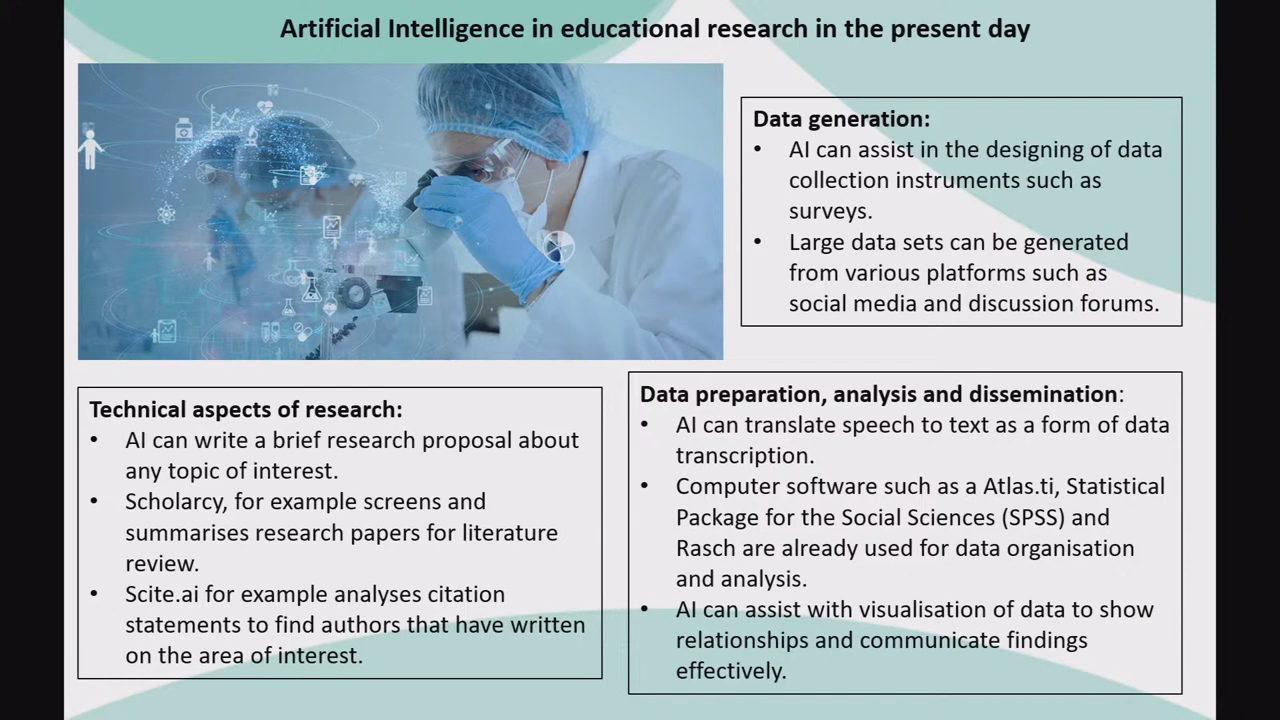 Artificial Intelligence in educational research in the present day
Data generation:
• AI can assist in the designing of data
collection instruments such as
surveys.
• Large data sets can be generated
from various platforms such as
social media and discussion forums.
Technical aspects of research:
• AI can write a brief research proposal about
any topic of interest.
• Scholarcy, for example screens and
summarises research papers for literature
review.
• Scite.ai for example analyses citation
statements to find authors that have written
on the area of interest.
Data preparation, analysis and dissemination:
• AI can translate speech to text as a form of data
transcription.
• Computer software such as a Atlas.ti, Statistical
Package for the Social Sciences (SPSS) and
Rasch are already used for data organisation
and analysis.
• AI can assist with visualisation of data to show
relationships and communicate findings
effectively.